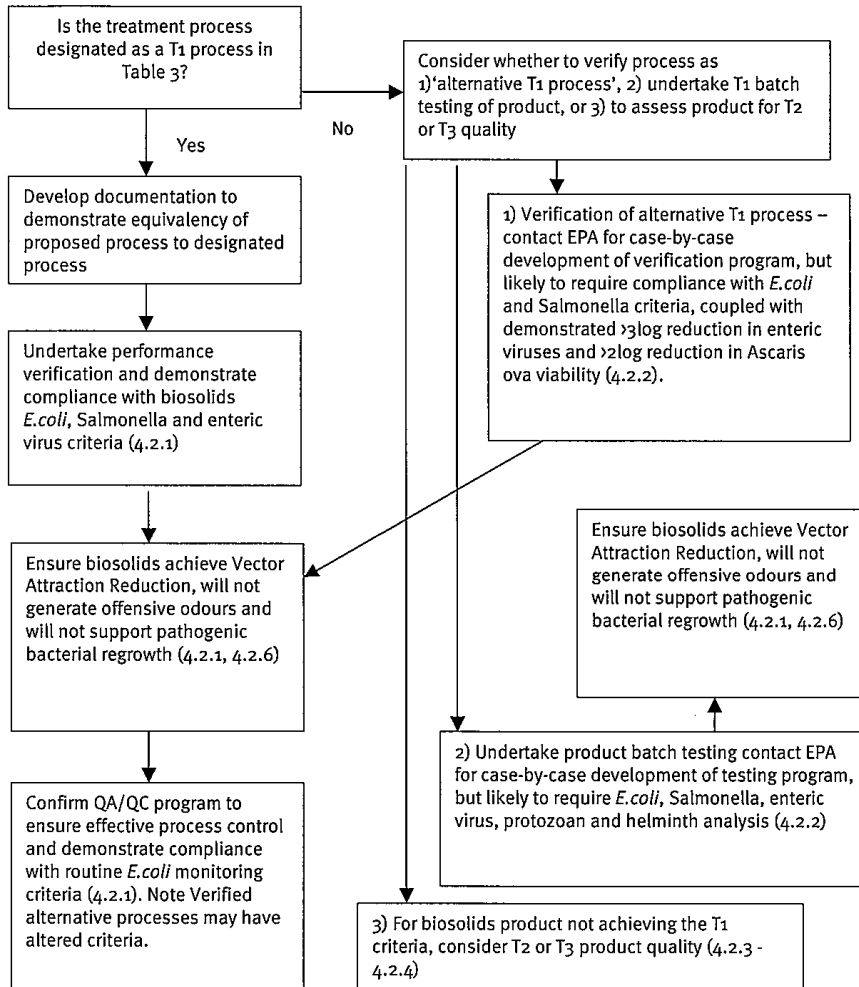 Is the treatment process
designated as a T1 process in
Table 3?
Consider whether to verify process as
1)‘alternative T1 process’, 2) undertake T1 batch
testing of product, or 3) to assess product for T2
or T3 quality
No
Yes
Develop documentation to
demonstrate equivalency of
proposed process to designated
process
1) Verification of alternative T1 process –
contact EPA for case-by-case
development of verification program, but
likely to require compliance with E.coli
and Salmonella criteria, coupled with
demonstrated >3log reduction in enteric
viruses and >2log reduction in Ascaris
ova viability (4.2.2).
Undertake performance
verification and demonstrate
compliance with biosolids
E.coli, Salmonella and enteric
virus criteria (4.2.1)
Ensure biosolids achieve Vector
Attraction Reduction, will not
generate offensive odours and
will not support pathogenic
bacterial regrowth (4.2.1, 4.2.6)
Ensure biosolids achieve Vector
Attraction Reduction, will not
generate offensive odours and
will not support pathogenic
bacterial regrowth (4.2.1, 4.2.6)
2) Undertake product batch testing contact EPA
for case-by-case development of testing program,
but likely to require E.coli, Salmonella, enteric
virus, protozoan and helminth analysis (4.2.2)
Confirm QA/QC program to
ensure effective process control
and demonstrate compliance
with routine E.coli monitoring
criteria (4.2.1). Note Verified
alternative processes may have
altered criteria.
3) For biosolids product not achieving the T1
criteria, consider T2 or T3 product quality (4.2.3 -
4.2.4)